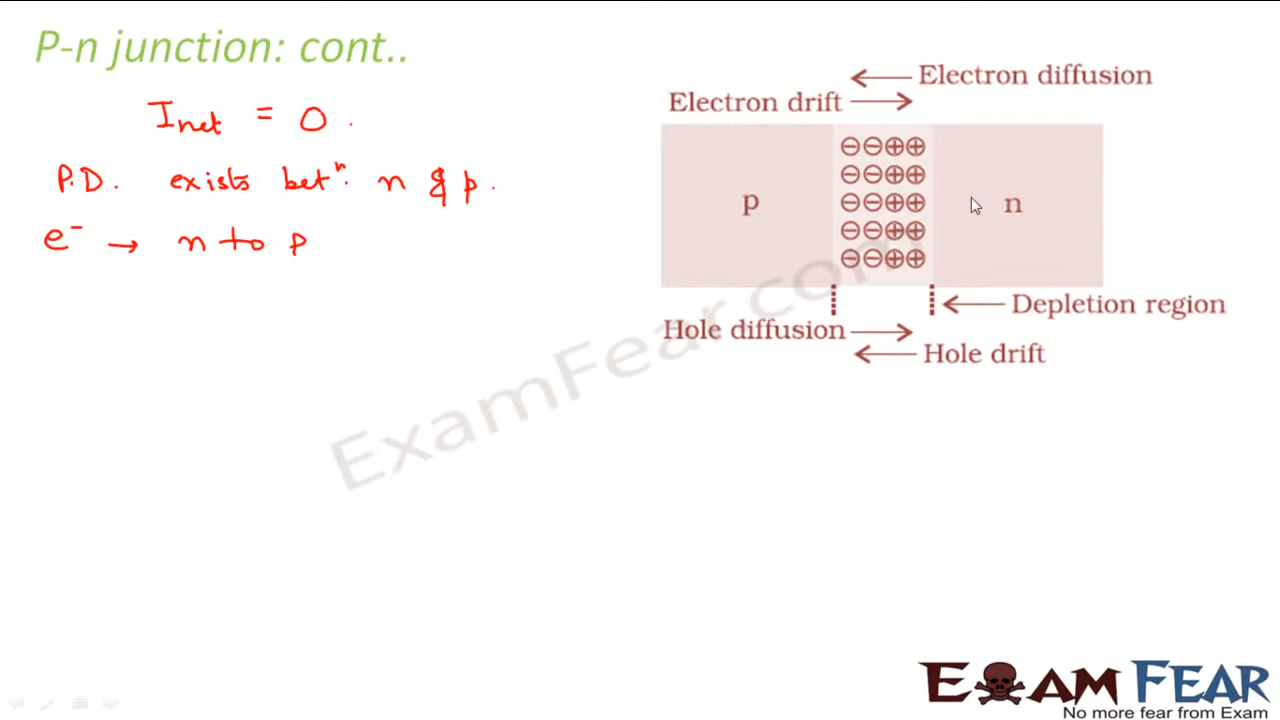 P-n junction: cont..
I net = 0.
P.D. exists betⁿ. n & p.
e⁻ → n to p
← Electron diffusion
Electron drift →
p
⊖⊖⊕⊕
⊖⊖⊕⊕
⊖⊖⊕⊕
⊖⊖⊕⊕
⊖⊖⊕⊕
n
← Depletion region
Hole diffusion →
← Hole drift
ExamFear.com
EXAM FEAR
No more fear from Exam